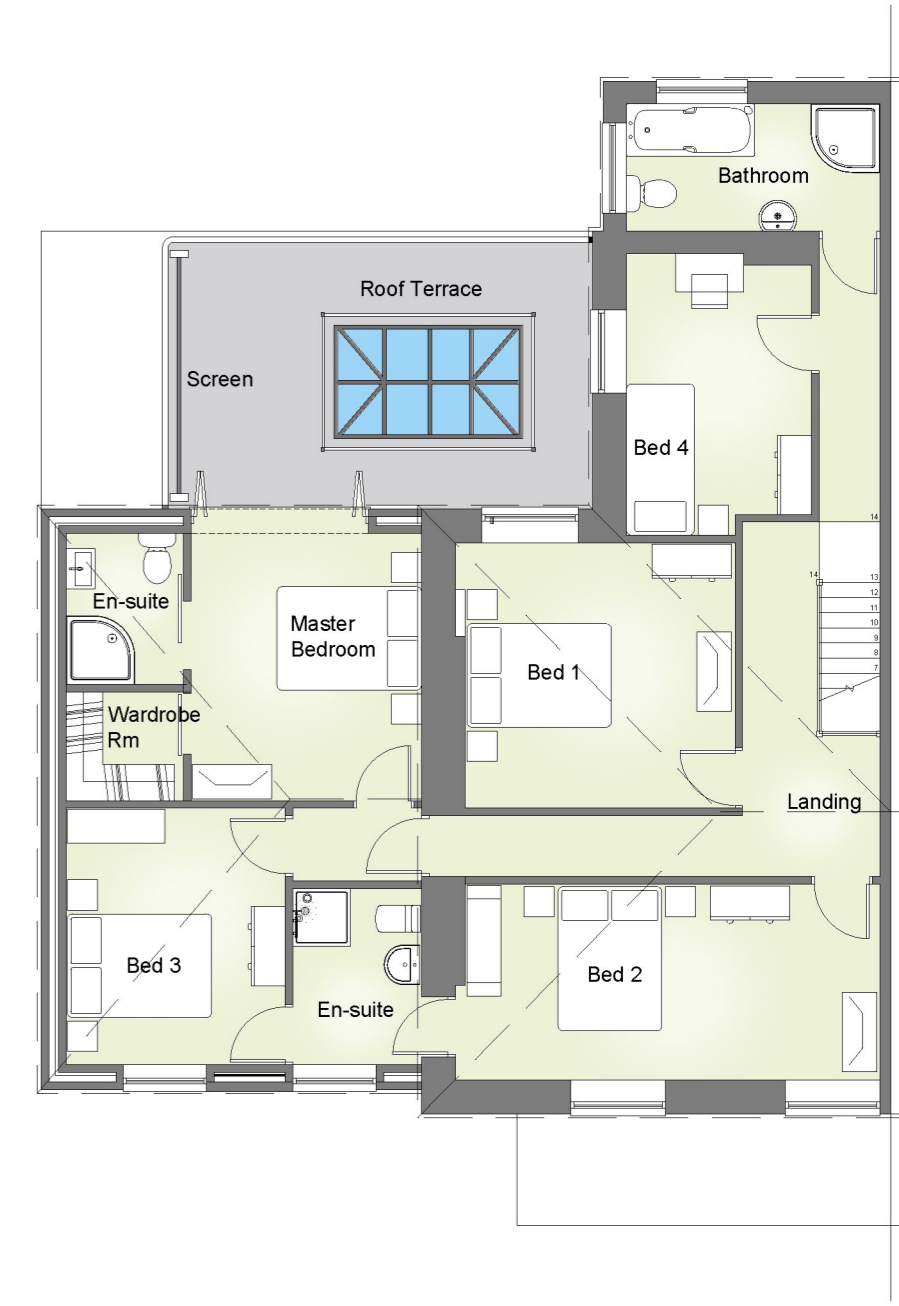 Bathroom
Roof Terrace
Screen
Bed 4
14
14
13
12
11
10
9
8
7
En-suite
Master
Bedroom
Bed 1
Wardrobe
Rm
Landing
Bed 3
Bed 2
En-suite